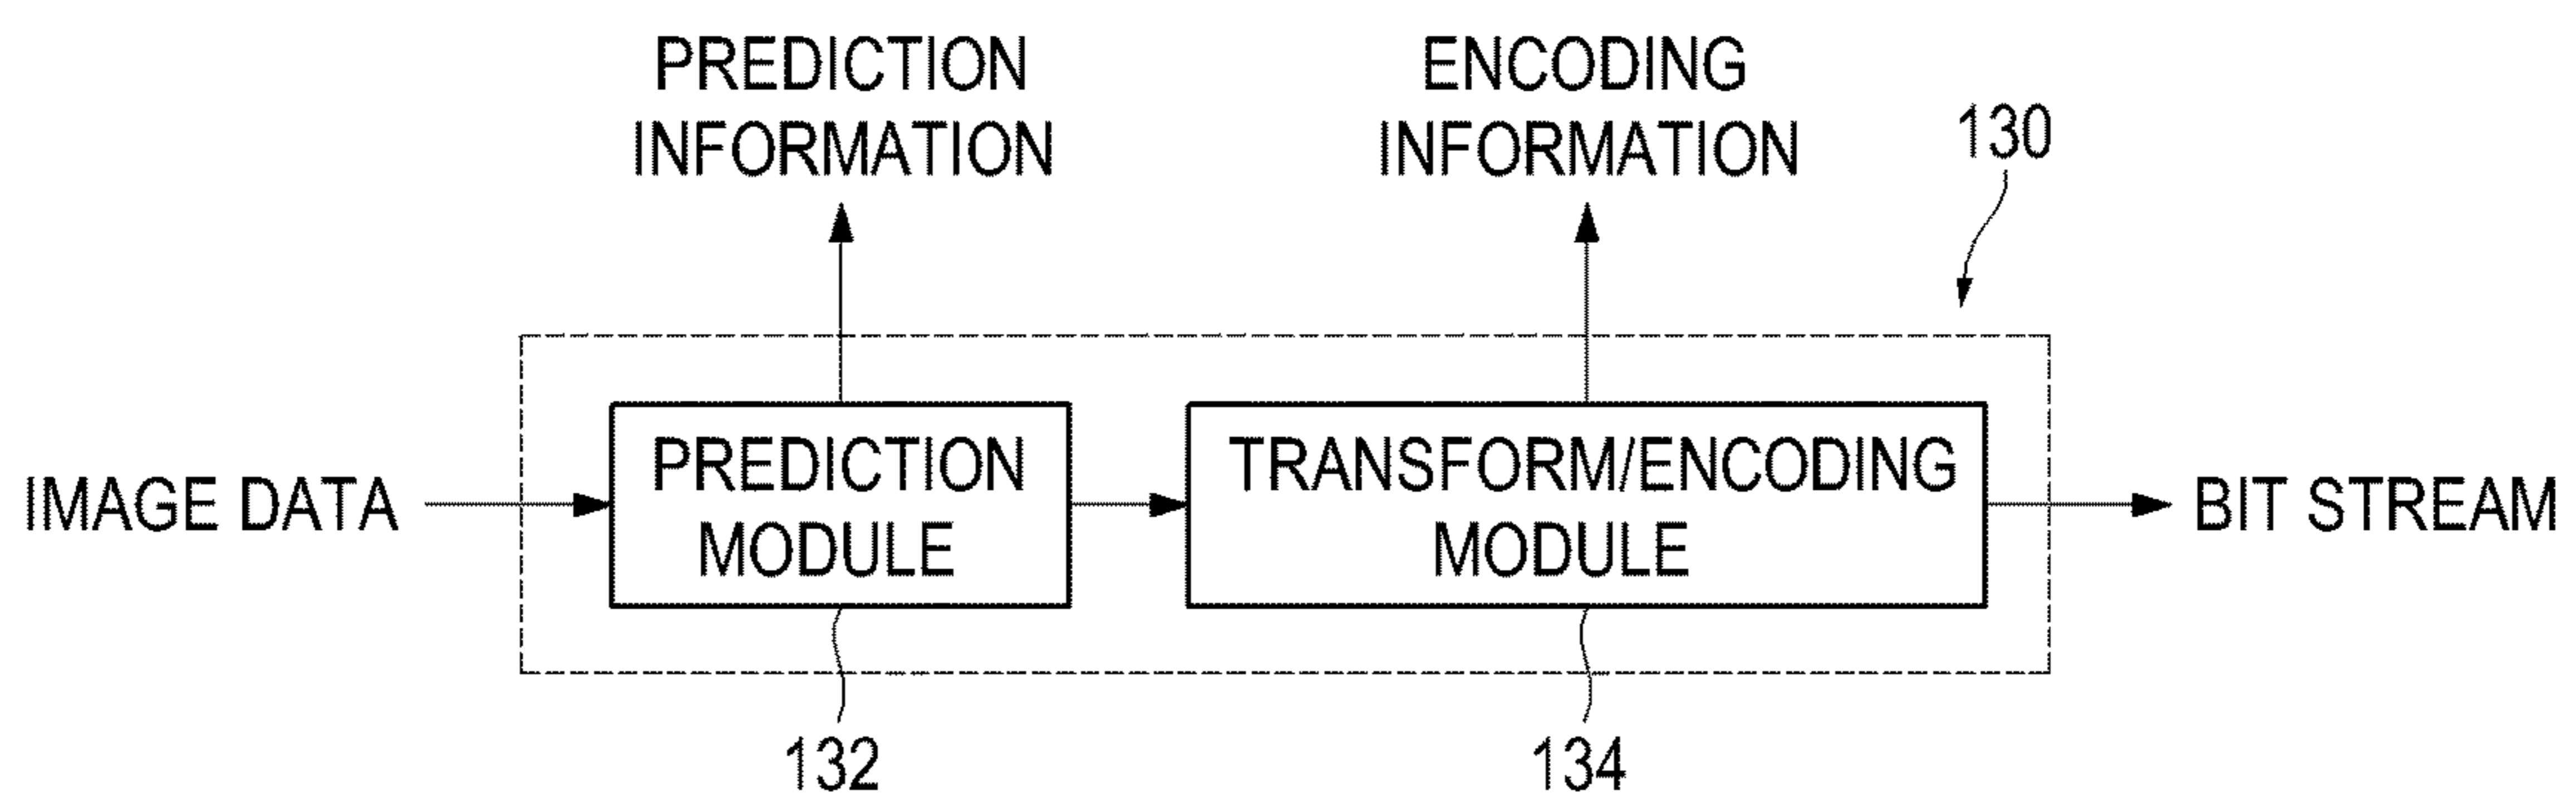 PREDICTION
INFORMATION
ENCODING
INFORMATION
130
IMAGE DATA
PREDICTION
MODULE
TRANSFORM/ENCODING
MODULE
BIT STREAM
132
134